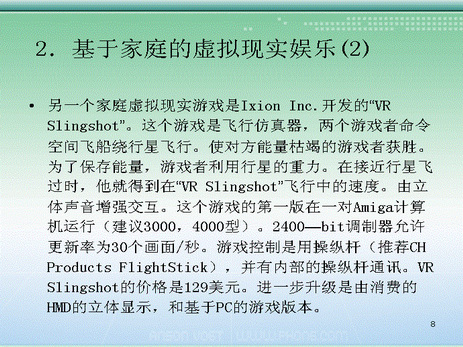 2．基于家庭的虚拟现实娱乐(2)
• 另一个家庭虚拟现实游戏是Ixion Inc.开发的“VR
Slingshot”。这个游戏是飞行仿真器，两个游戏者命令
空间飞船绕行星飞行。使对方能量枯竭的游戏者获胜。
为了保存能量，游戏者利用行星的重力。在接近行星飞
过时，他就得到在“VR Slingshot”飞行中的速度。由立
体声音增强交互。这个游戏的第一版在一对Amiga计算
机运行（建议3000，4000型）。2400—bit调制器允许
更新率为30个画面/秒。游戏控制是用操纵杆（推荐CH
Products FlightStick），并有内部的操纵杆通讯。VR
Slingshot的价格是129美元。进一步升级是由消费的
HMD的立体显示，和基于PC的游戏版本。
8